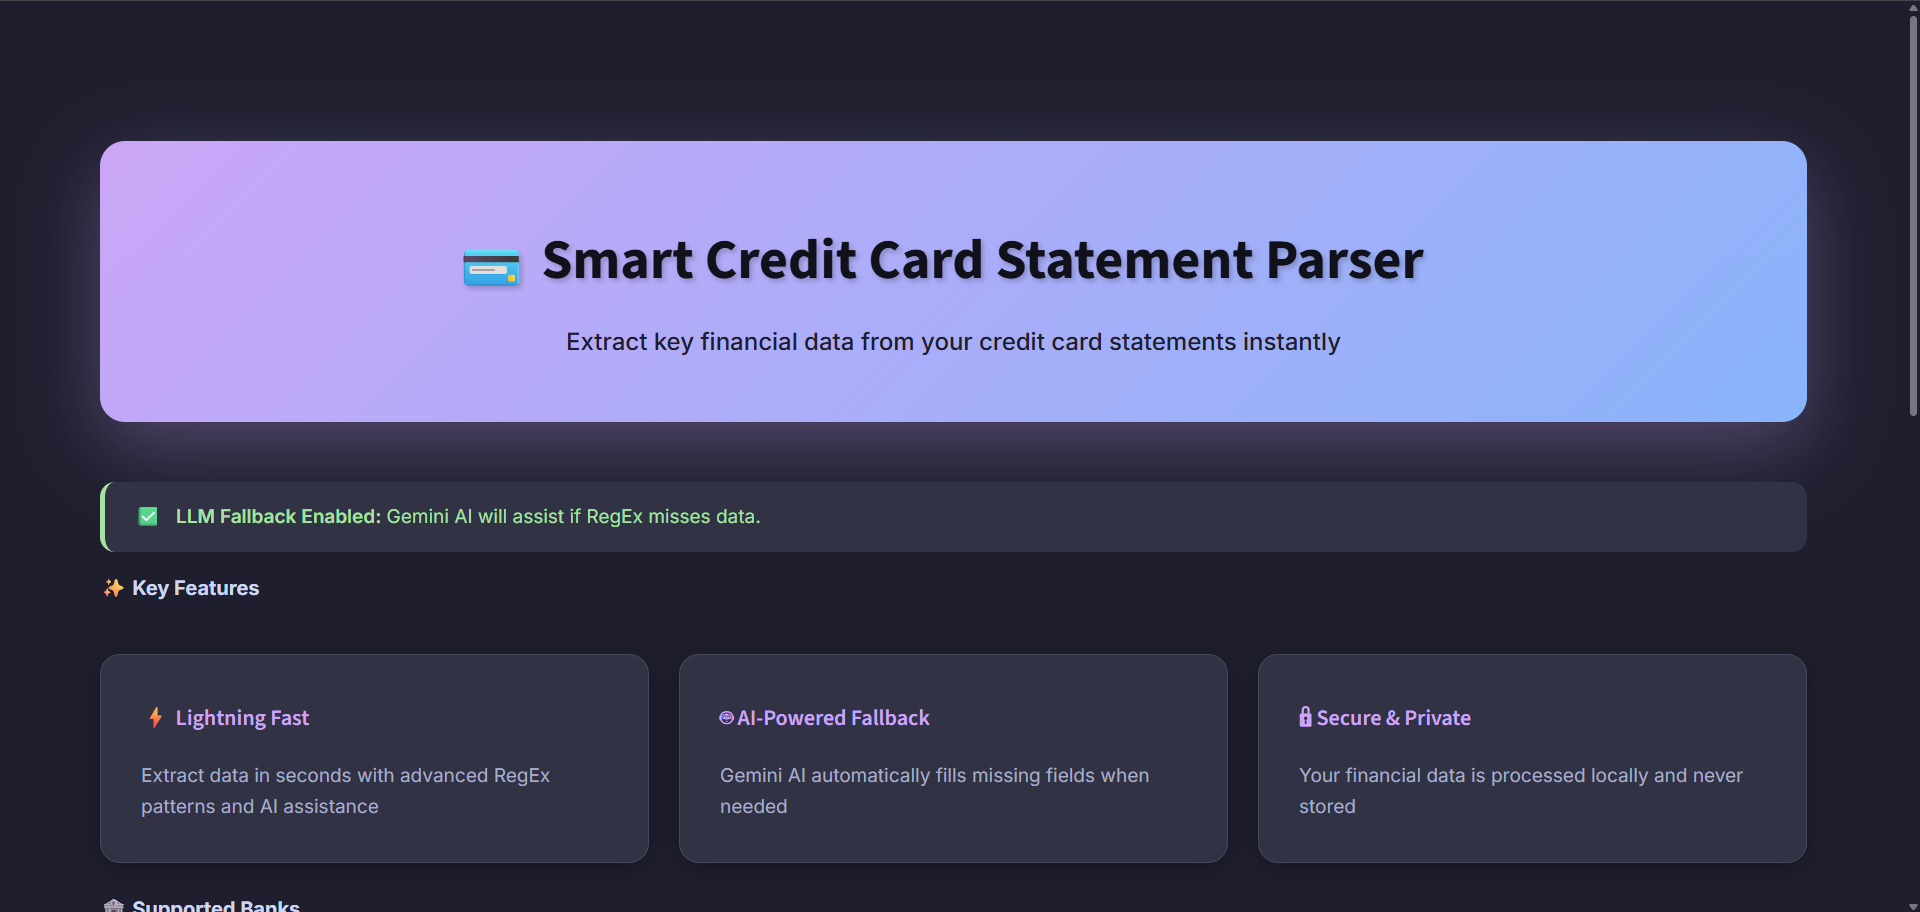 Smart Credit Card Statement Parser
Extract key financial data from your credit card statements instantly
LLM Fallback Enabled: Gemini AI will assist if RegEx misses data.
Key Features
Lightning Fast
Extract data in seconds with advanced RegEx
patterns and AI assistance
AI-Powered Fallback
Gemini AI automatically fills missing fields when
needed
Secure & Private
Your financial data is processed locally and never
stored
Supported Banks